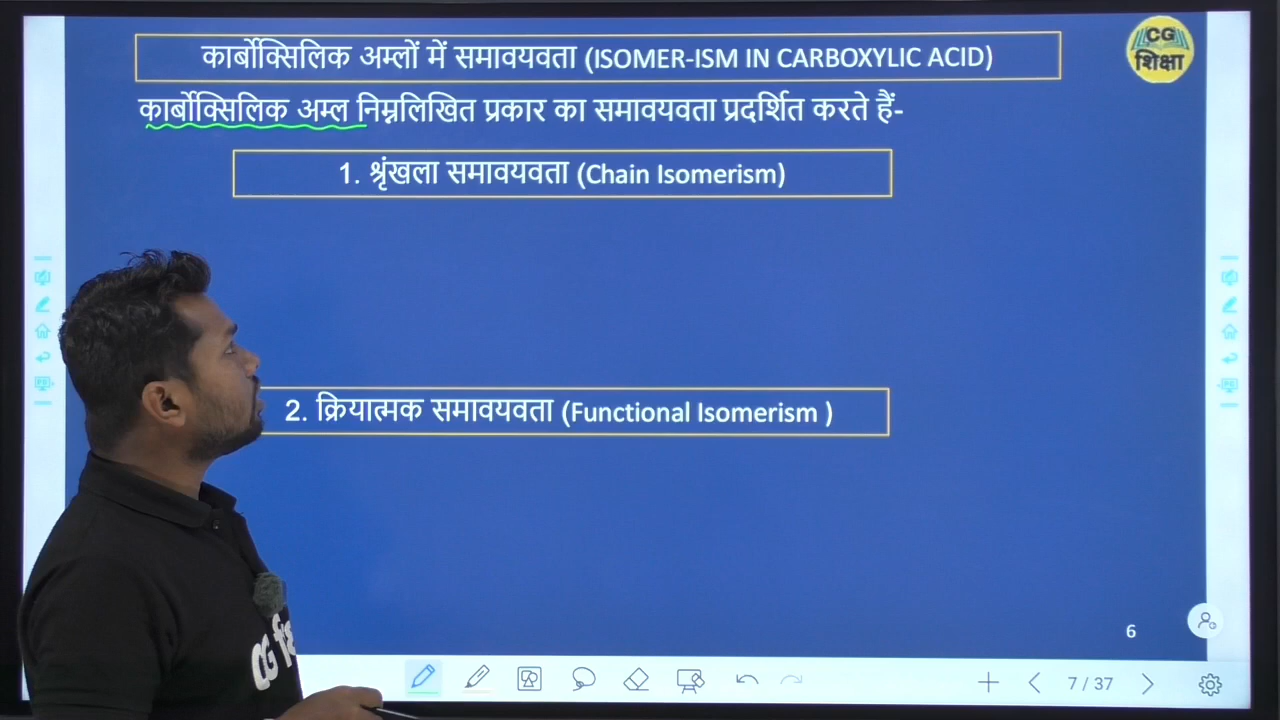 कार्बोक्सिलिक अम्लों में समावयवता (ISOMER-ISM IN CARBOXYLIC ACID)
CG
शिक्षा
कार्बोक्सिलिक अम्ल निम्नलिखित प्रकार का समावयवता प्रदर्शित करते हैं-
1. श्रृंखला समावयवता (Chain Isomerism)
2. क्रियात्मक समावयवता (Functional Isomerism )
6
CG
7 / 37